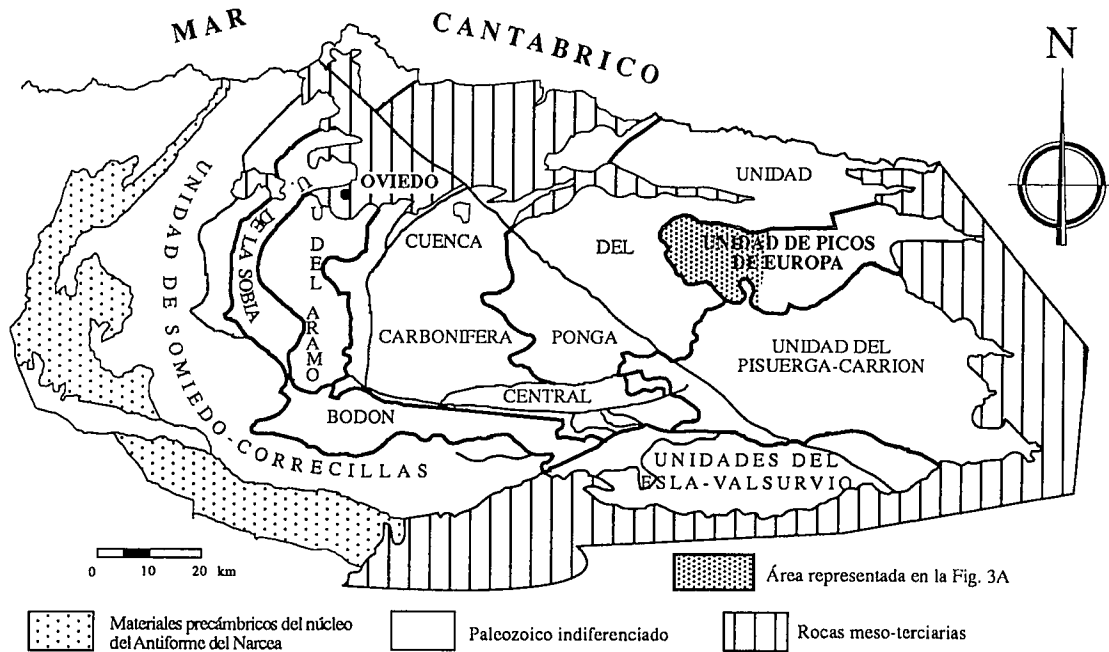 MAR CANTABRICO
N
UNIDAD DE SOMIEDO-CORRECILLAS
U DE LA SOBIA
U DEL ARAMO
OVIEDO
CUENCA
CARBONIFERA
CENTRAL
BODON
UNIDAD
DEL
PONGA
UNIDAD DE PICOS
DE EUROPA
UNIDAD DEL
PISUERGA-CARRION
UNIDADES DEL
ESLA-VALSURVIO
0 10 20 km
Área representada en la Fig. 3A
Materiales precámbricos del núcleo
del Antiforme del Narcea
Paleozoico indiferenciado
Rocas meso-terciarias